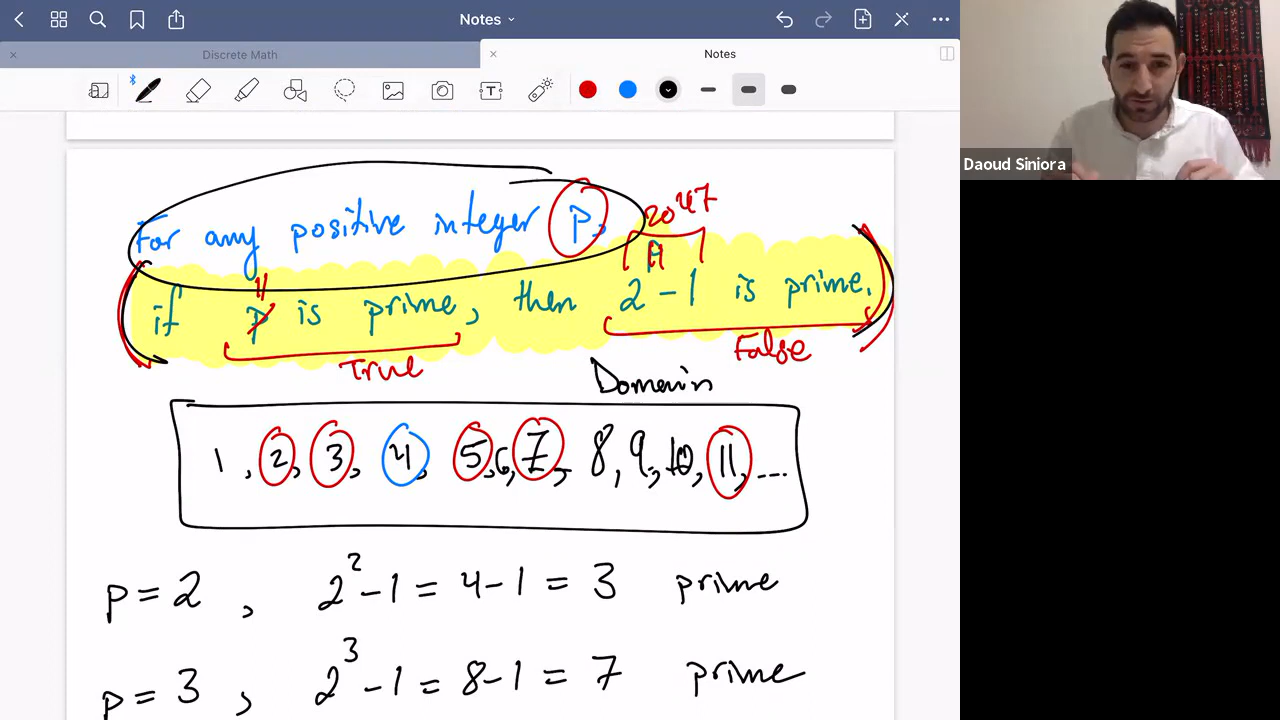 Notes
Discrete Math
Notes
Daoud Siniora
For any positive integer p,
2047
11 p 11
if p is prime, then 2 - 1 is prime.
True False
Domain
1, 2, 3, 4, 5, 6, 7, 8, 9, 10, 11, ...
p = 2, 2² - 1 = 4 - 1 = 3 prime
p = 3, 2³ - 1 = 8 - 1 = 7 prime